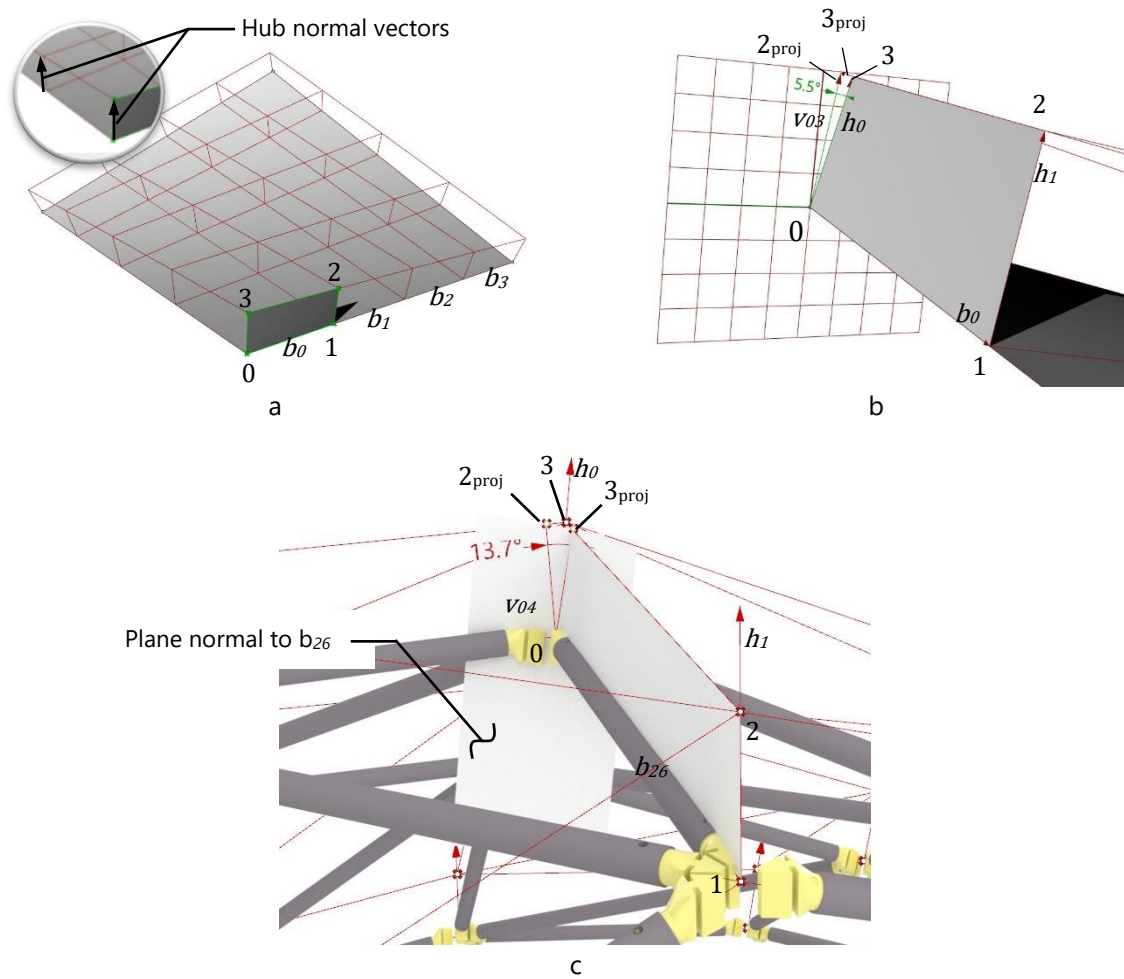 Hub normal vectors
3
2
b3
b2
b1
b0
1
0
a
3proj
2proj
3
5.5°
v03
h0
2
h1
0
b0
1
b
3
2proj
h0
3proj
13.7°
v04
h1
Plane normal to b26
0
2
b26
1
c